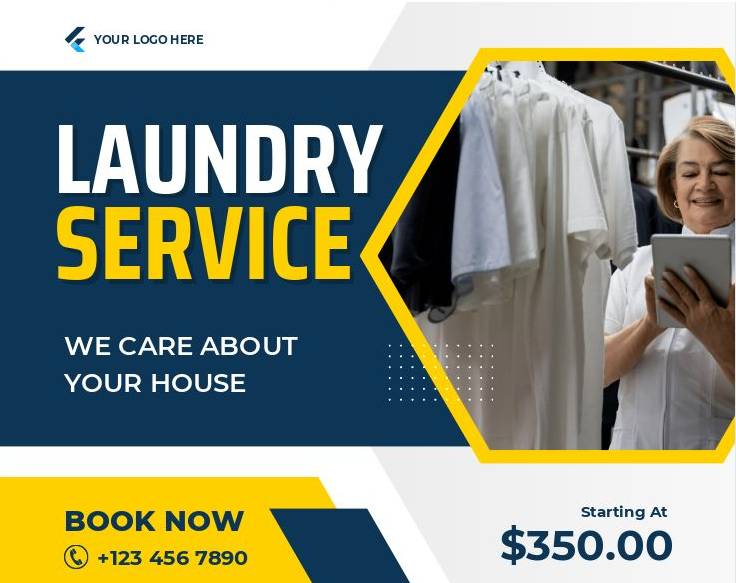 YOUR LOGO HERE
LAUNDRY
SERVICE
WE CARE ABOUT
YOUR HOUSE
BOOK NOW
+123 456 7890
Starting At
$350.00